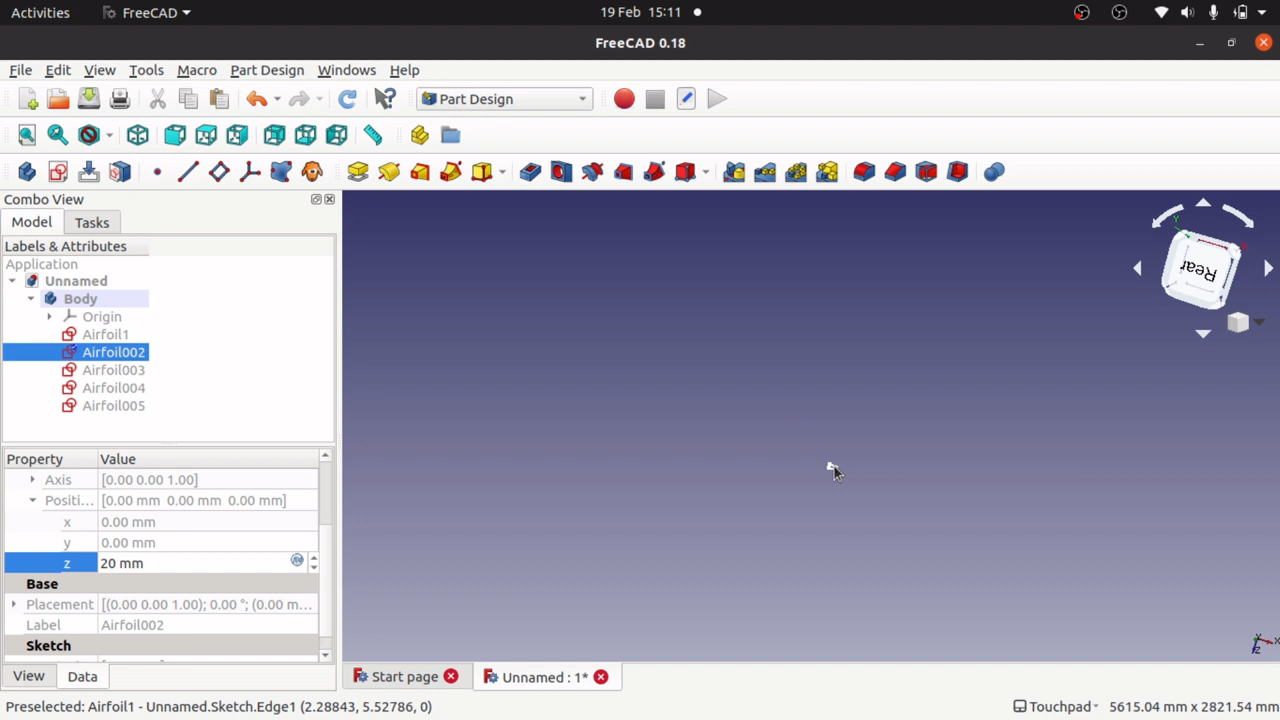 Activities FreeCAD 19 Feb 15:11
FreeCAD 0.18
File Edit View Tools Macro Part Design Windows Help
Part Design
Combo View
Model Tasks
Labels & Attributes
Application
Unnamed
Body
Origin
Airfoil1
Airfoil002
Airfoil003
Airfoil004
Airfoil005
Property Value
Axis [0.00 0.00 1.00]
Positi... [0.00 mm 0.00 mm 0.00 mm]
x 0.00 mm
y 0.00 mm
z 20 mm
Base
Placement [(0.00 0.00 1.00); 0.00 °; (0.00 m...
Label Airfoil002
Sketch
View Data
Rear
Y
X
Start page Unnamed : 1*
Preselected: Airfoil1 - Unnamed.Sketch.Edge1 (2.28843, 5.52786, 0) Touchpad 5615.04 mm x 2821.54 mm